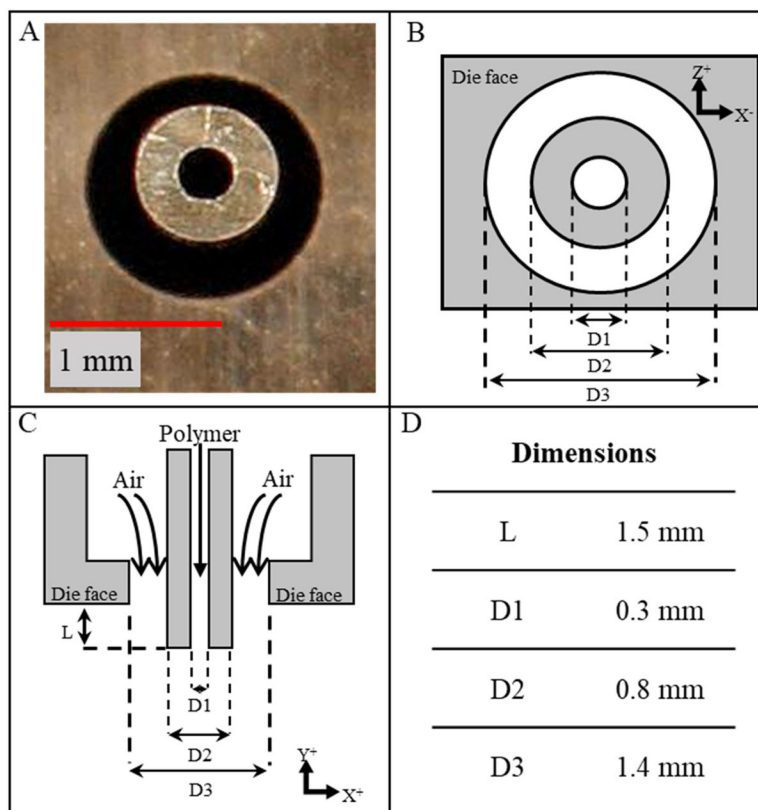 A
1 mm
B
Die face
Z+
X-
D1
D2
D3
C
Polymer
Air
Air
Die face
Die face
L
D1
D2
D3
Y+
X+
D
Dimensions
L 1.5 mm
D1 0.3 mm
D2 0.8 mm
D3 1.4 mm